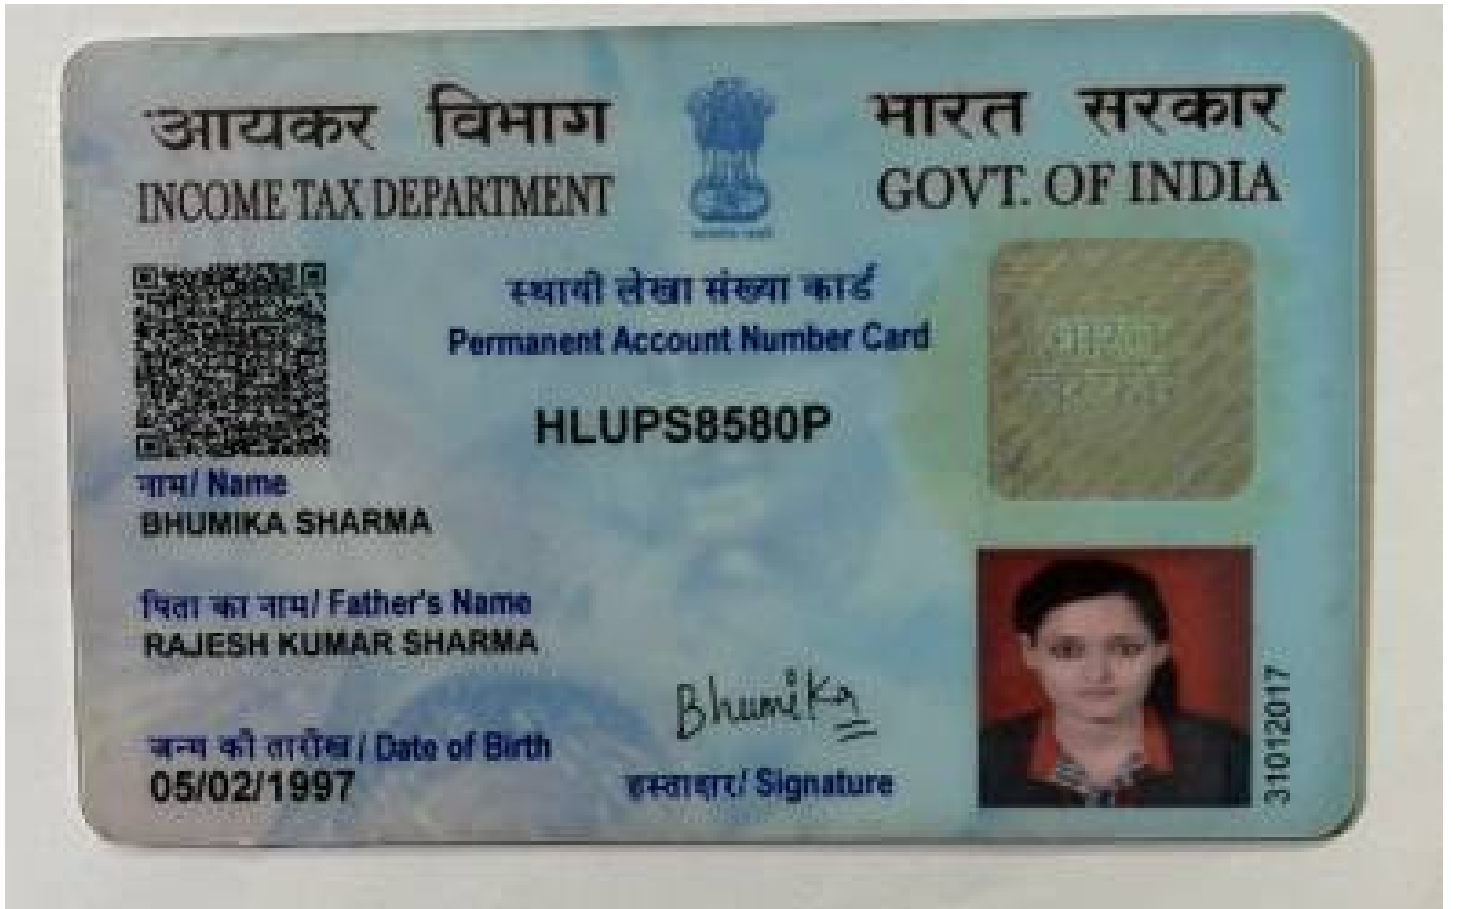 आयकर विभाग
INCOME TAX DEPARTMENT
भारत सरकार
GOVT. OF INDIA
स्थायी लेखा संख्या कार्ड
Permanent Account Number Card
HLUPS8580P
नाम/ Name
BHUMIKA SHARMA
पिता का नाम/ Father's Name
RAJESH KUMAR SHARMA
जन्म की तारीख / Date of Birth
05/02/1997
Bhumika
हस्ताक्षर/ Signature
31012017